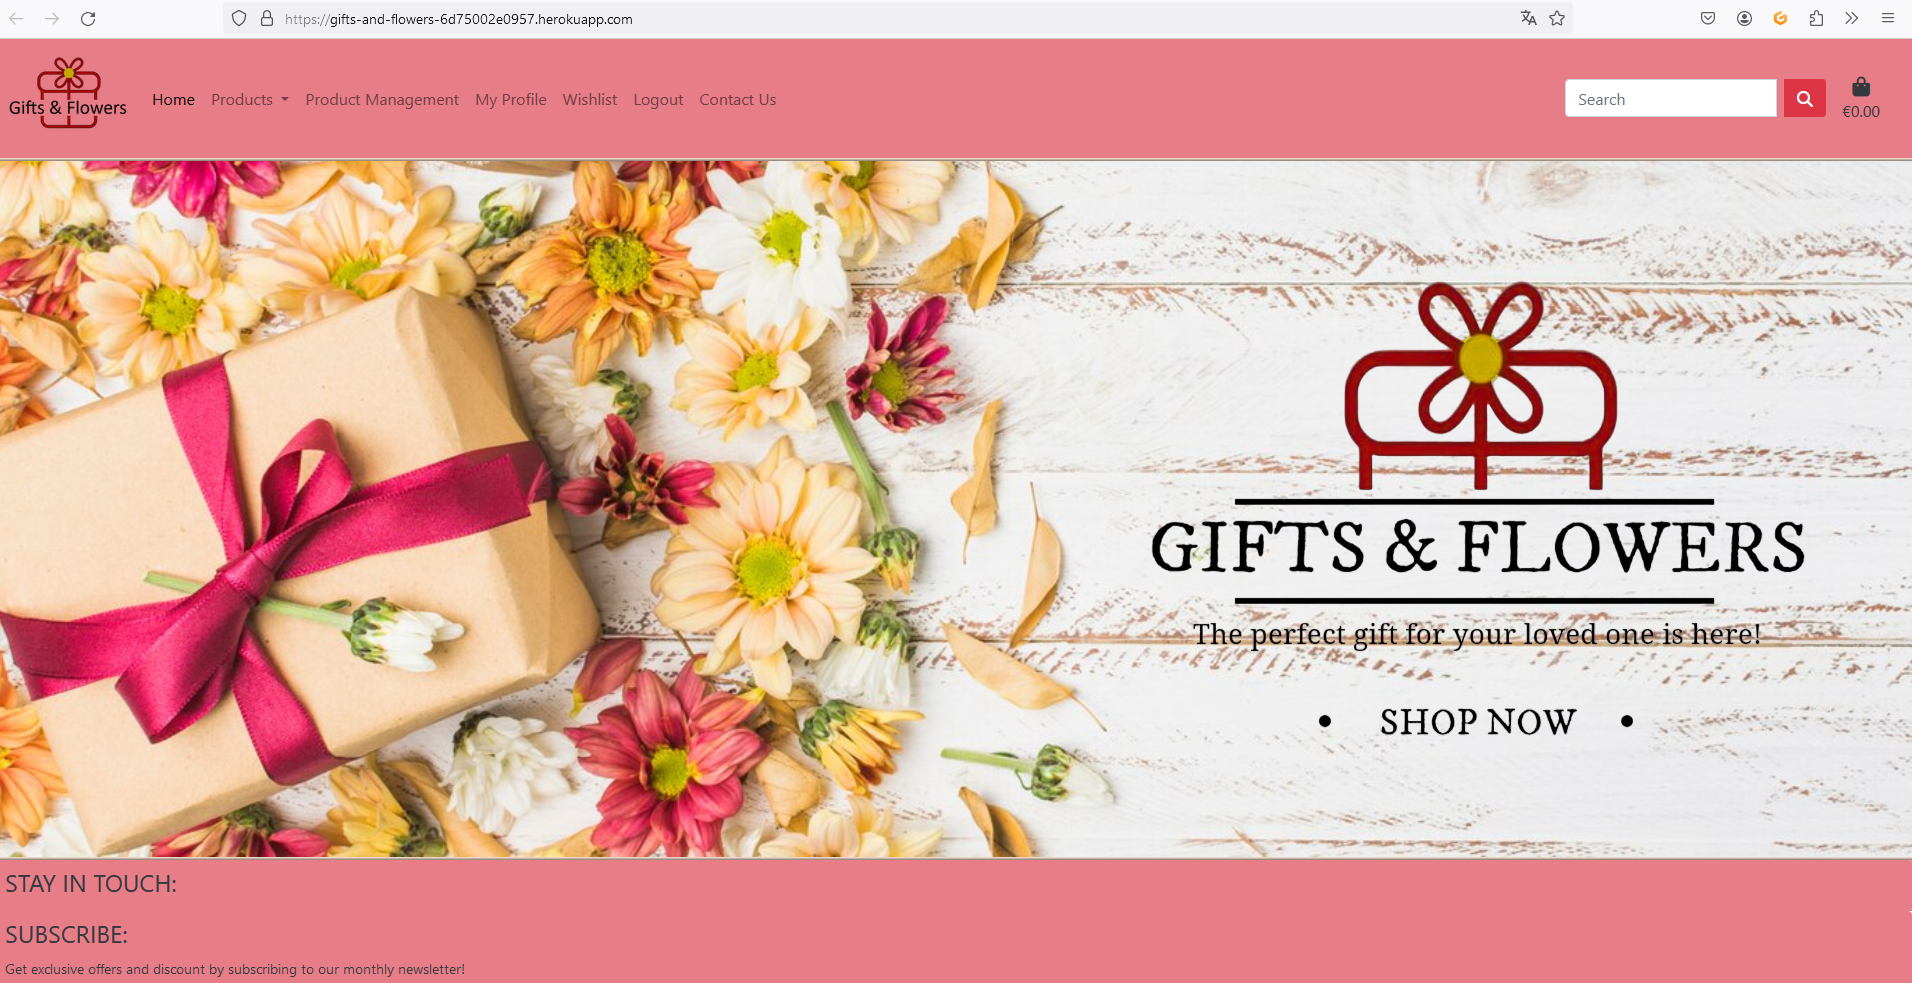 https://gifts-and-flowers-6d75002e0957.herokuapp.com
Gifts & Flowers
Home Products Product Management My Profile Wishlist Logout Contact Us
Search
€0.00
GIFTS & FLOWERS
The perfect gift for your loved one is here!
• SHOP NOW •
STAY IN TOUCH:
SUBSCRIBE:
Get exclusive offers and discount by subscribing to our monthly newsletter!